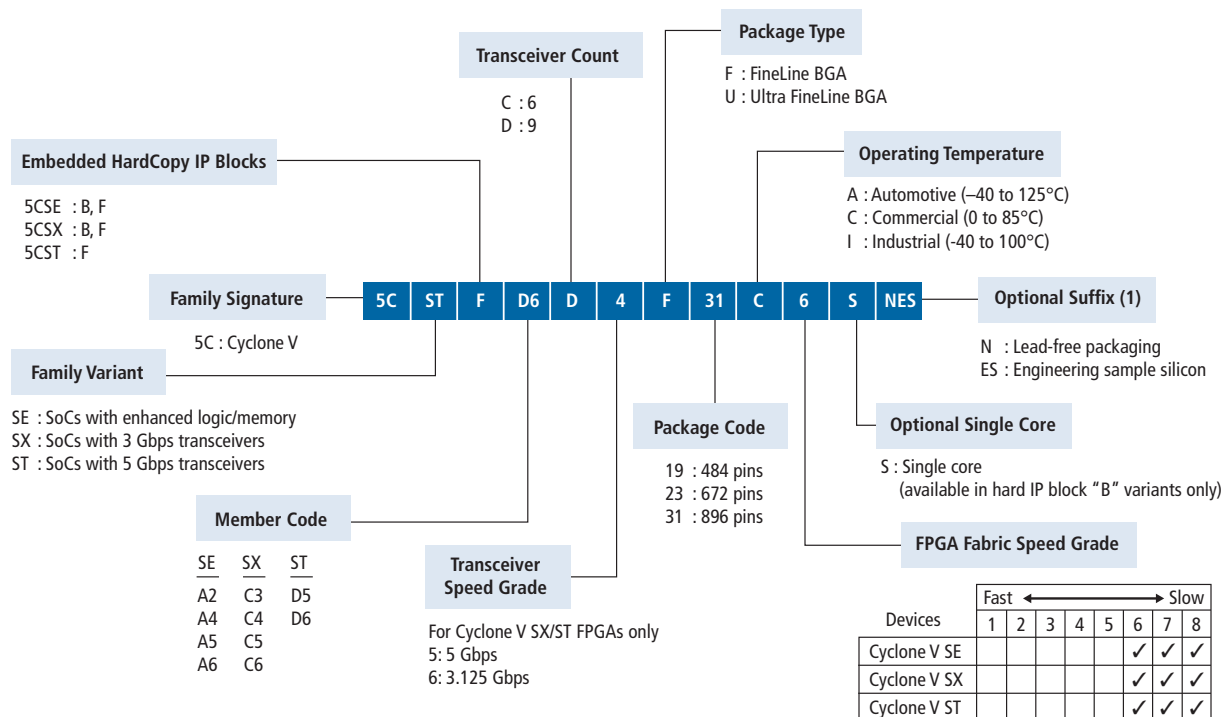 Package Type
F : FineLine BGA
U : Ultra FineLine BGA
Transceiver Count
C : 6
D : 9
Embedded HardCopy IP Blocks
5CSE : B, F
5CSX : B, F
5CST : F
Operating Temperature
A : Automotive (–40 to 125°C)
C : Commercial (0 to 85°C)
I : Industrial (-40 to 100°C)
Family Signature
5C : Cyclone V
5C ST F D6 D 4 F 31 C 6 S NES
Optional Suffix (1)
N : Lead-free packaging
ES : Engineering sample silicon
Family Variant
SE : SoCs with enhanced logic/memory
SX : SoCs with 3 Gbps transceivers
ST : SoCs with 5 Gbps transceivers
Package Code
19 : 484 pins
23 : 672 pins
31 : 896 pins
Optional Single Core
S : Single core
(available in hard IP block "B" variants only)
Member Code
SE SX ST
A2 C3 D5
A4 C4 D6
A5 C5
A6 C6
Transceiver
Speed Grade
For Cyclone V SX/ST FPGAs only
5: 5 Gbps
6: 3.125 Gbps
FPGA Fabric Speed Grade
Fast Slow
Devices 1 2 3 4 5 6 7 8
Cyclone V SE ✓ ✓ ✓
Cyclone V SX ✓ ✓ ✓
Cyclone V ST ✓ ✓ ✓